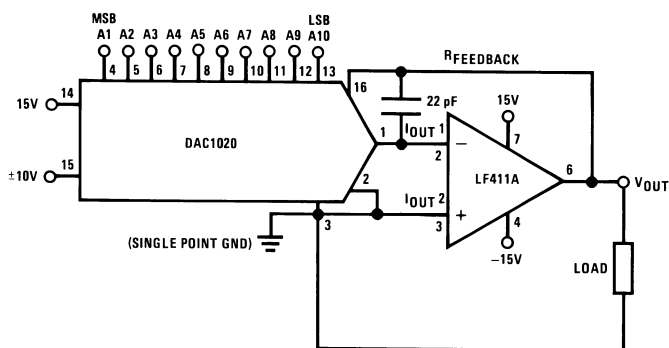 MSB LSB
A1 A2 A3 A4 A5 A6 A7 A8 A9 A10
4 5 6 7 8 9 10 11 12 13
RFEEDBACK
16
14
15V
22 pF
15V
DAC1020
1 IOUT 1
7
2
−
15
±10V
LF411A
6
VOUT
2
IOUT 2
+
3
4
3
(SINGLE POINT GND)
−15V
LOAD